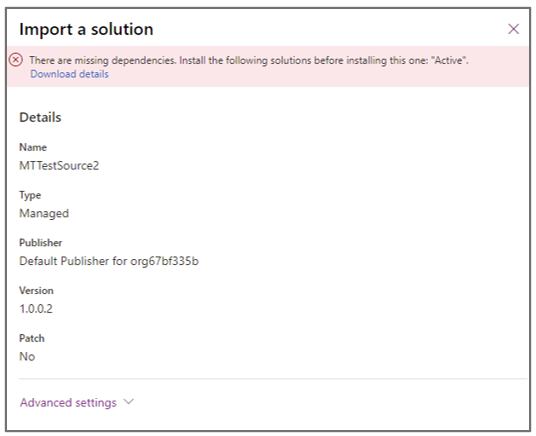 Import a solution
There are missing dependencies. Install the following solutions before installing this one: "Active".
Download details
Details
Name
MTTestSource2
Type
Managed
Publisher
Default Publisher for org67bf335b
Version
1.0.0.2
Patch
No
Advanced settings